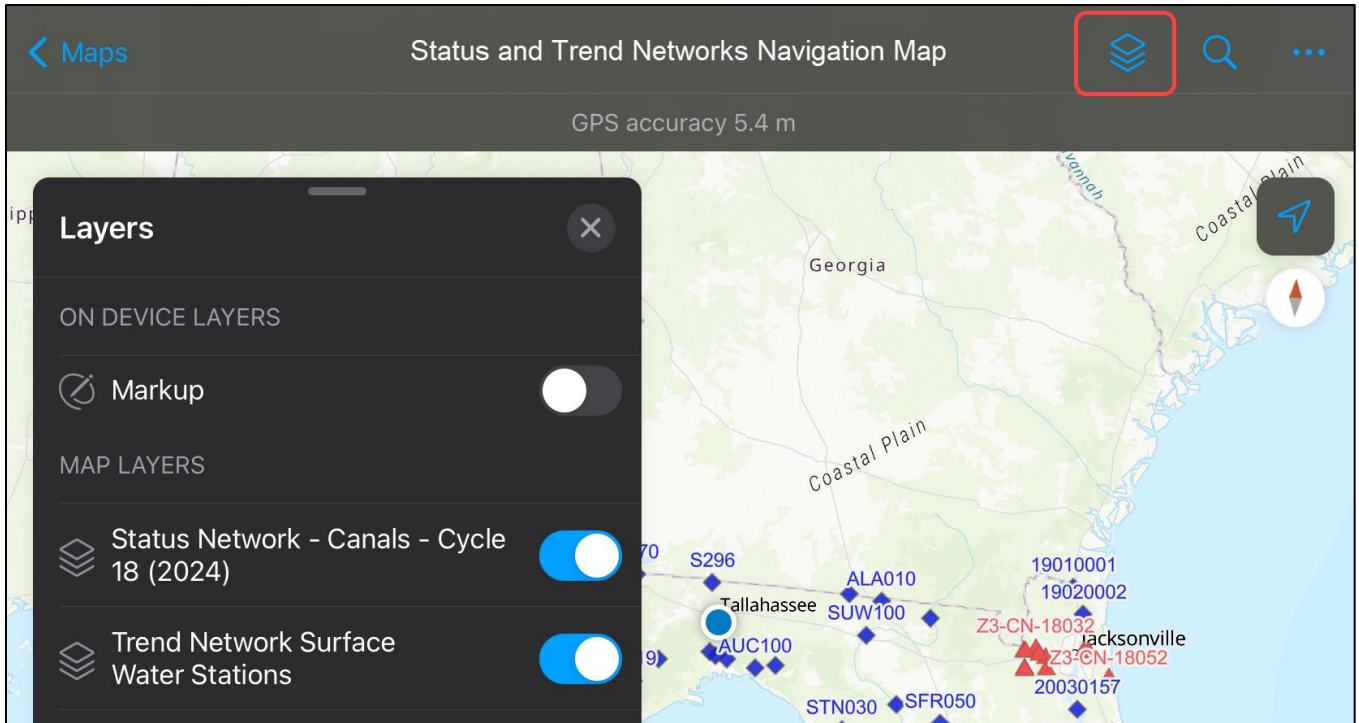 Maps
Status and Trend Networks Navigation Map
GPS accuracy 5.4 m
Layers
ON DEVICE LAYERS
Markup
MAP LAYERS
Status Network - Canals - Cycle
18 (2024)
Trend Network Surface
Water Stations
Coastal Plain
Georgia
Coastal Plain
S296
ALA010
19010001
19020002
Tallahassee
SUW100
Z3-CN-18032
Jacksonville
AUC100
Z3-CN-18052
20030157
STN030
SFR050